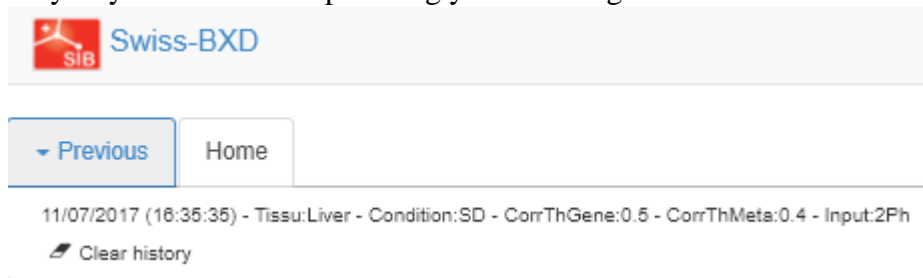 SIB
Swiss-BXD
Previous
Home
11/07/2017 (16:35:35) - Tissu:Liver - Condition:SD - CorrThGene:0.5 - CorrThMeta:0.4 - Input:2Ph
Clear history